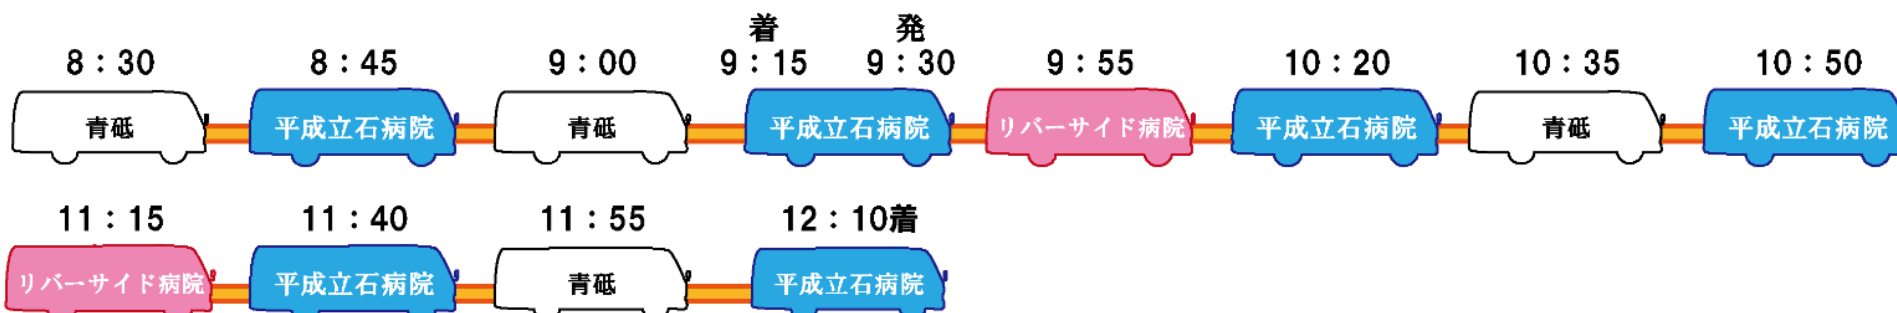 着 発
8:30 8:45 9:00 9:15 9:30 9:55 10:20 10:35 10:50
青砥 平成立石病院 青砥 平成立石病院 リバーサイド病院 平成立石病院 青砥 平成立石病院
11:15 11:40 11:55 12:10着
リバーサイド病院 平成立石病院 青砥 平成立石病院